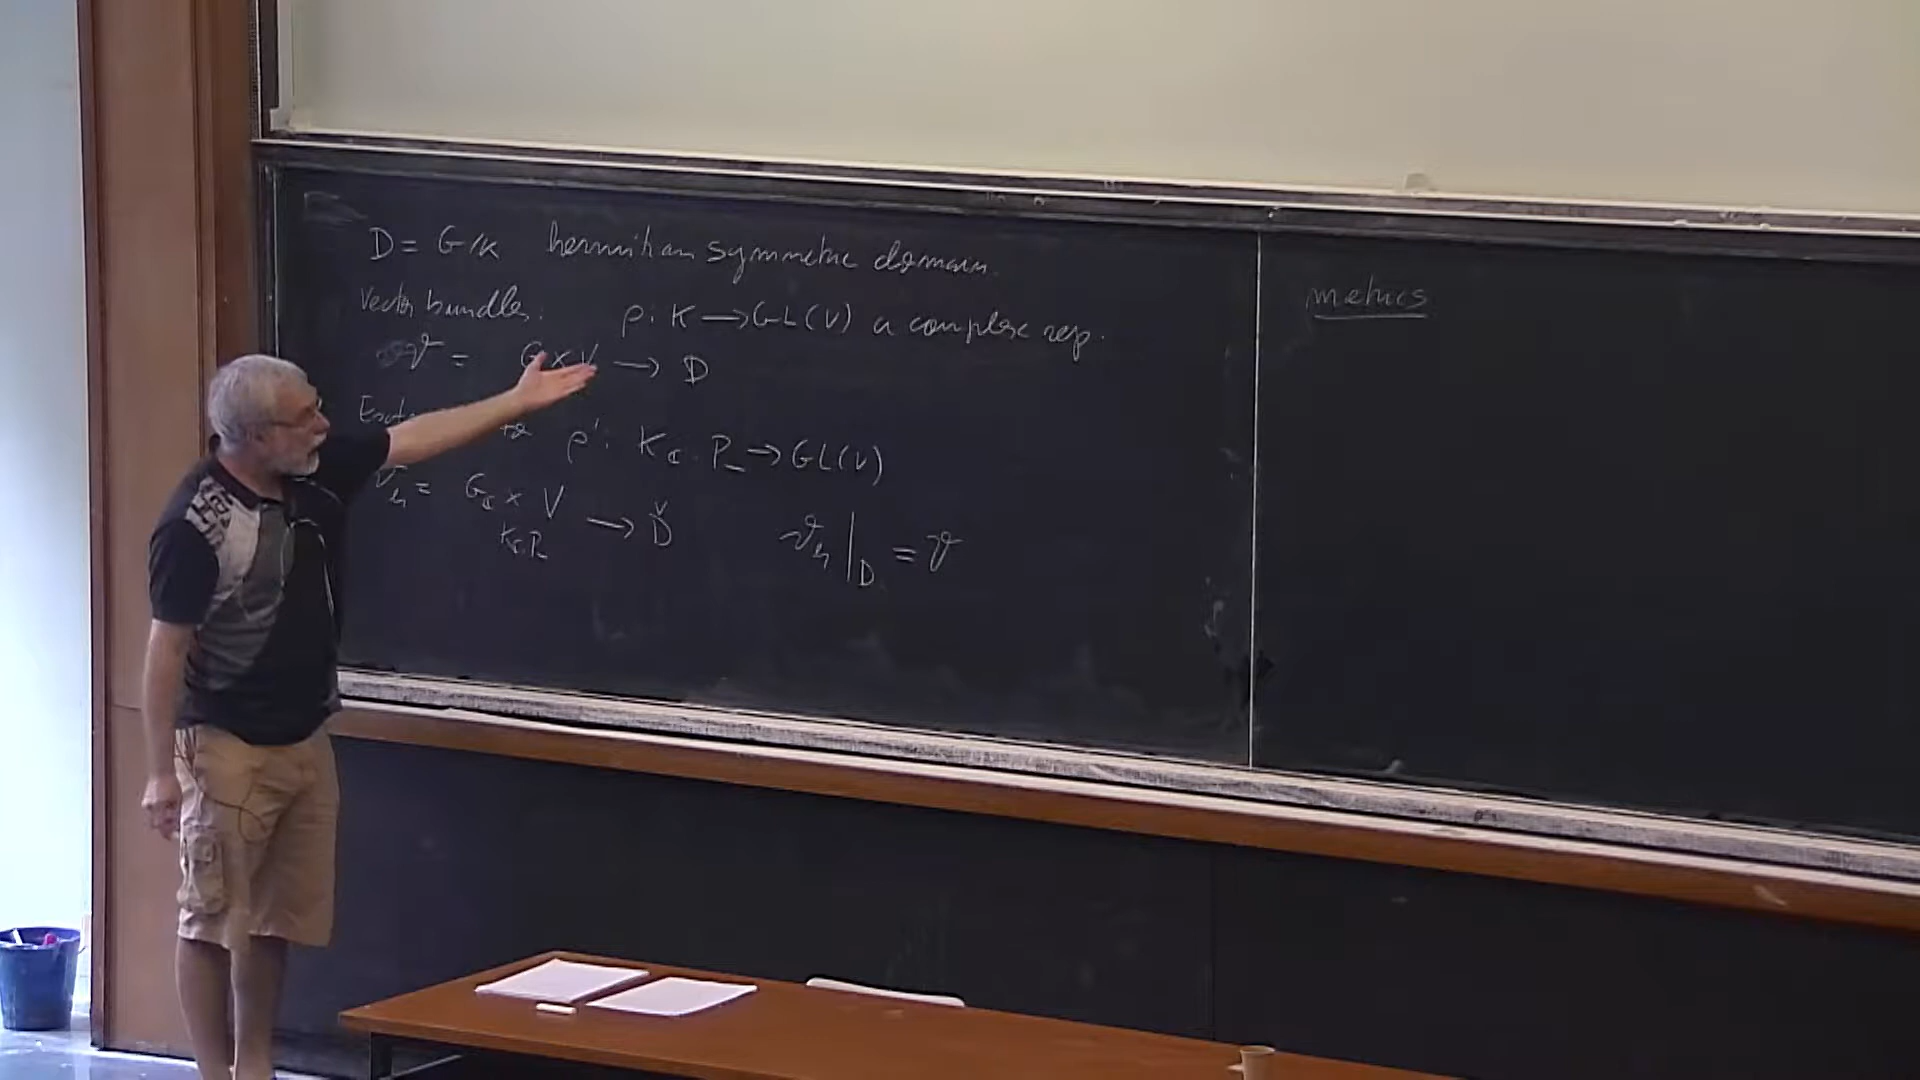 D = G/K hermitian symmetric domain.
Vector bundles. ρ: K → GL(V) a complex rep.
𝒱 = G × V → D
ρ': K_ℂ . P_- → GL(V)
𝒱_h = G_ℂ × V → Ď 𝒱_h|_D = 𝒱
K_ℂ.P_-
metrics